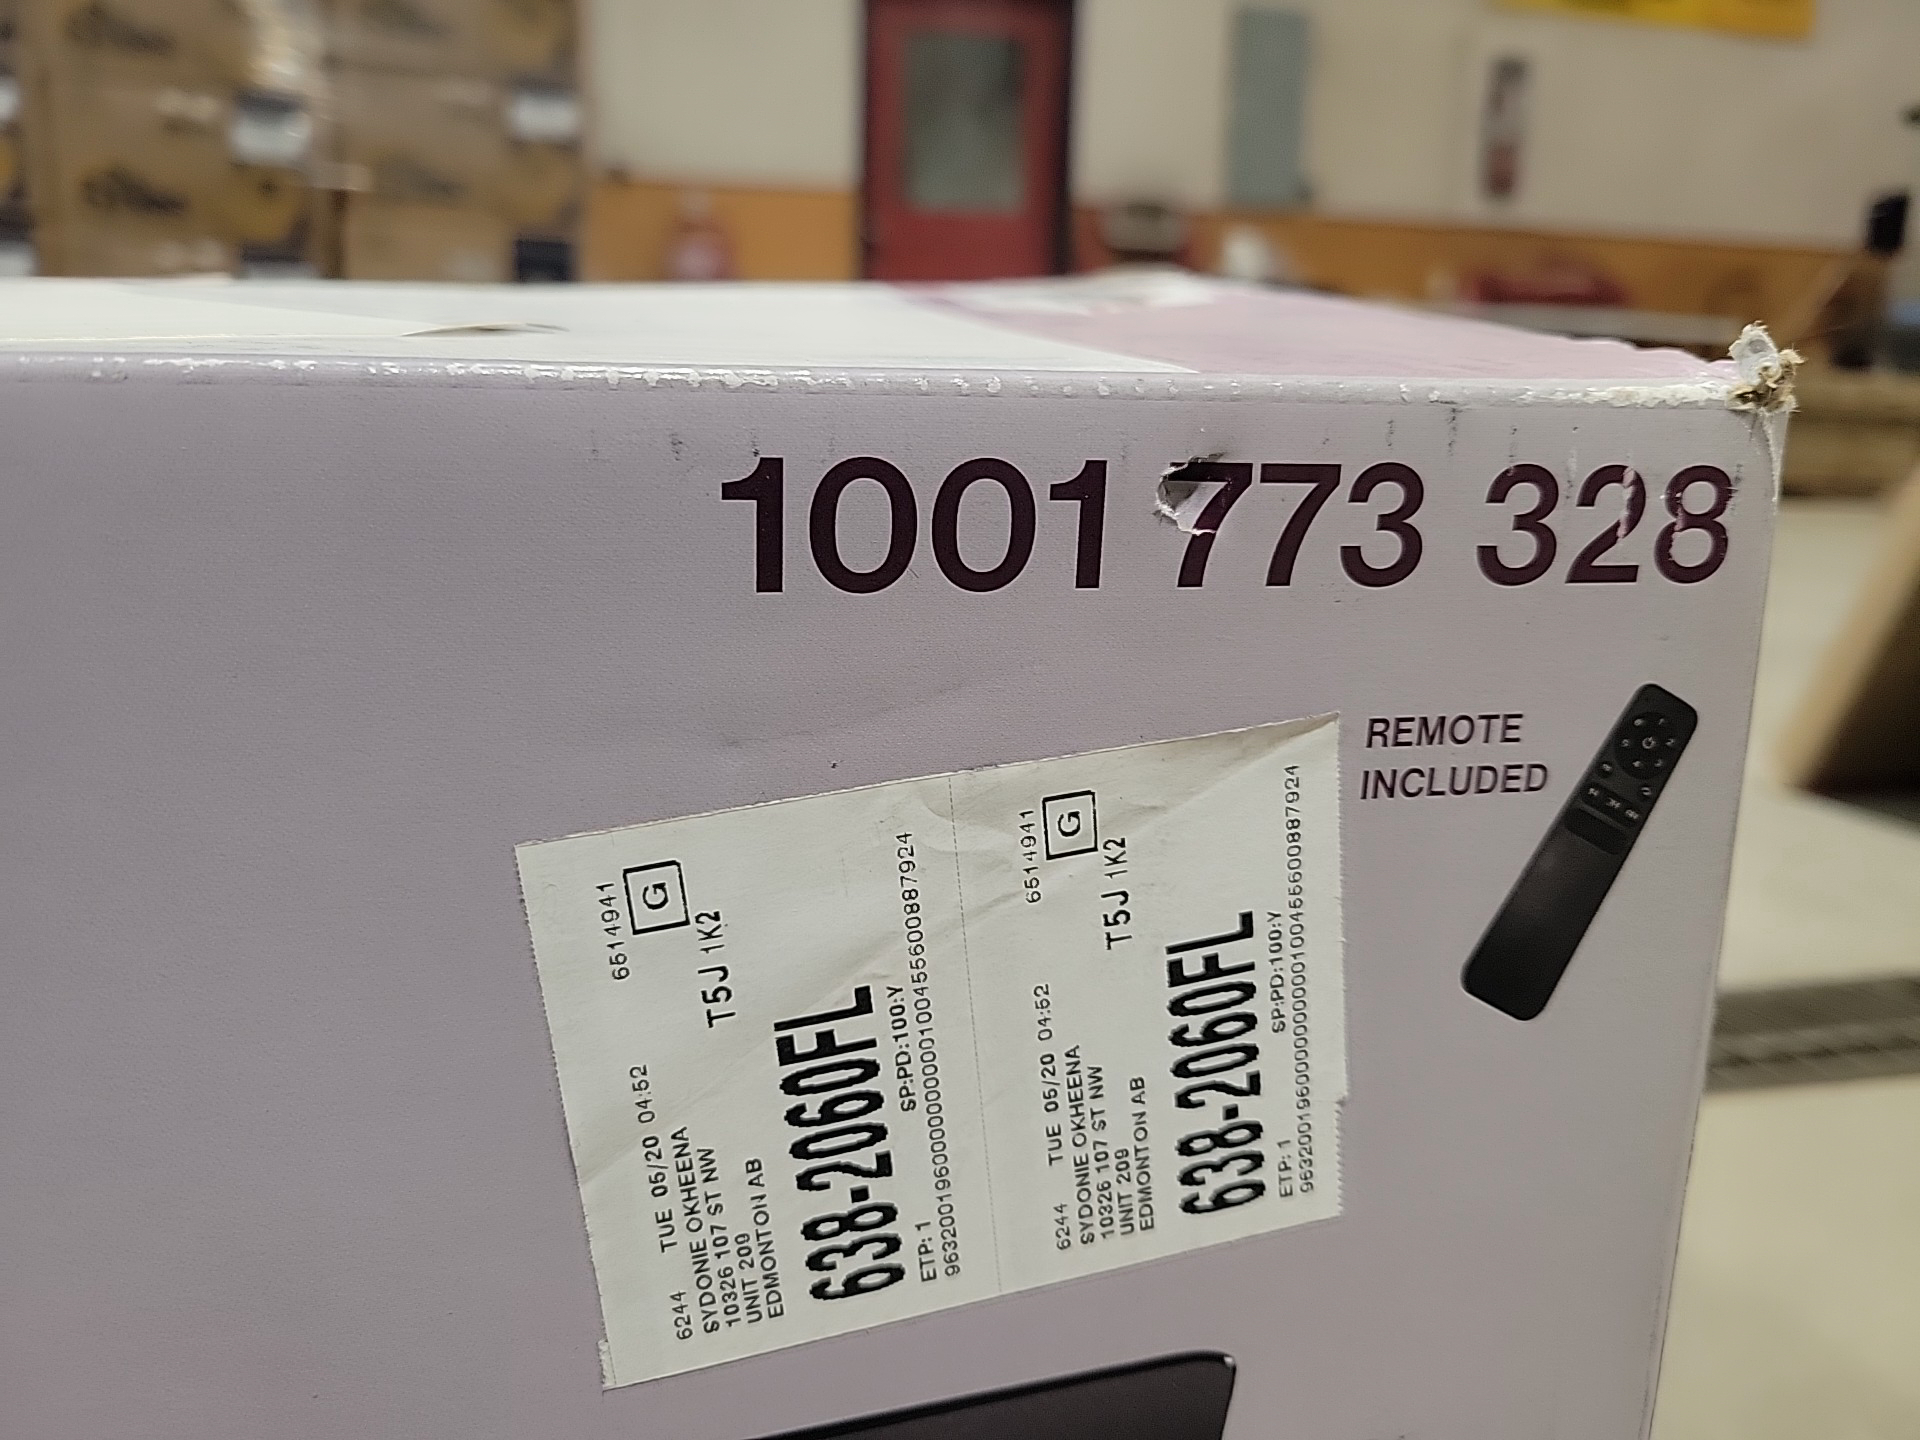 1001 773 328
REMOTE
INCLUDED
6514941
G
T5J 1K2
6244 TUE 05/20 04:52
SYDONIE OKHEENA
10326 107 ST NW
UNIT 209
EDMONTON AB
638-2060FL
SP:PD:100:Y
ETP: 1
6514941
G
T5J 1K2
6244 TUE 05/20 04:52
SYDONIE OKHEENA
10326 107 ST NW
UNIT 209
EDMONTON AB
638-2060FL
SP:PD:100:Y
ETP: 1